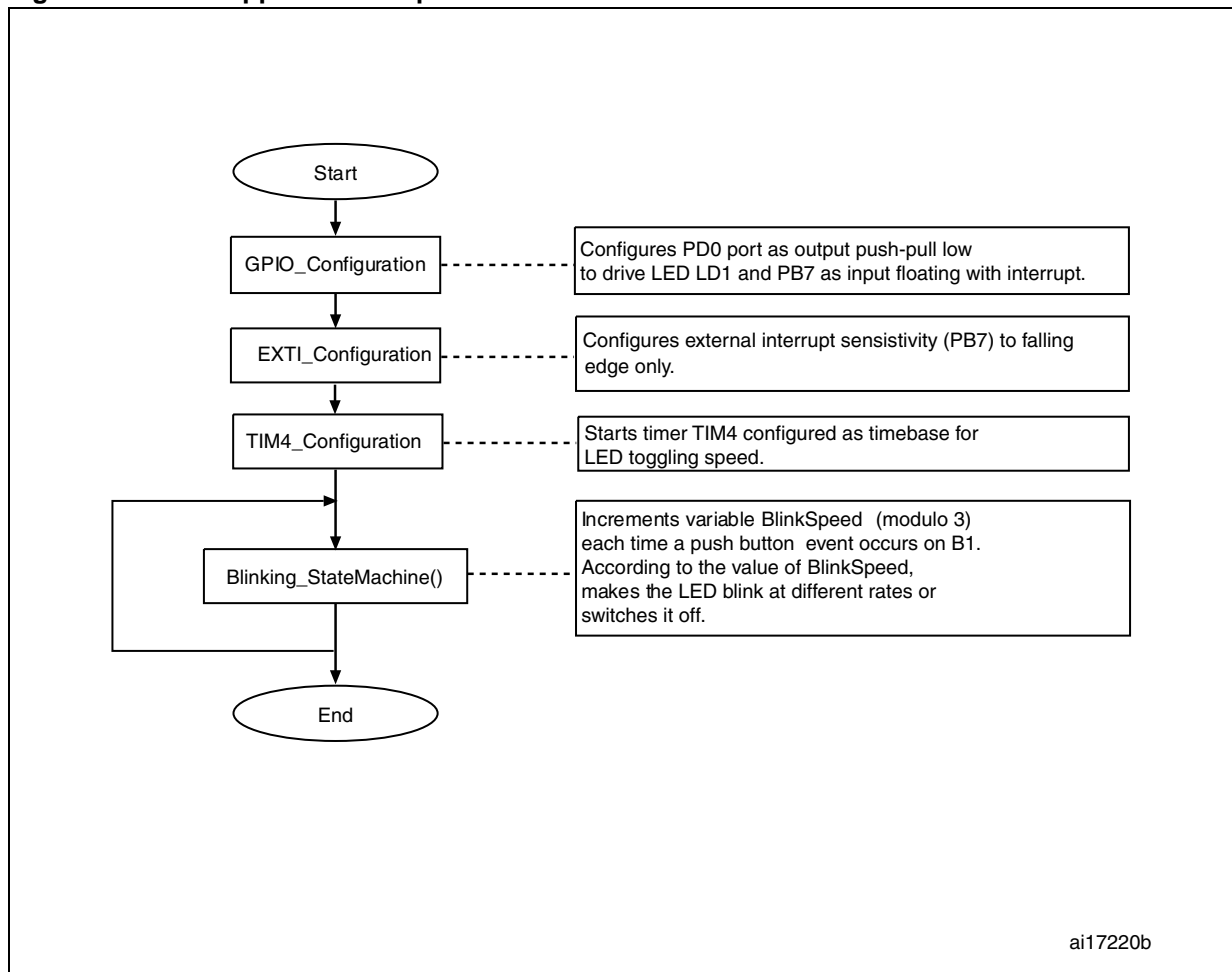 Start
GPIO_Configuration
Configures PD0 port as output push-pull low
to drive LED LD1 and PB7 as input floating with interrupt.
EXTI_Configuration
Configures external interrupt sensistivity (PB7) to falling
edge only.
TIM4_Configuration
Starts timer TIM4 configured as timebase for
LED toggling speed.
Blinking_StateMachine()
Increments variable BlinkSpeed (modulo 3)
each time a push button event occurs on B1.
According to the value of BlinkSpeed,
makes the LED blink at different rates or
switches it off.
End
ai17220b